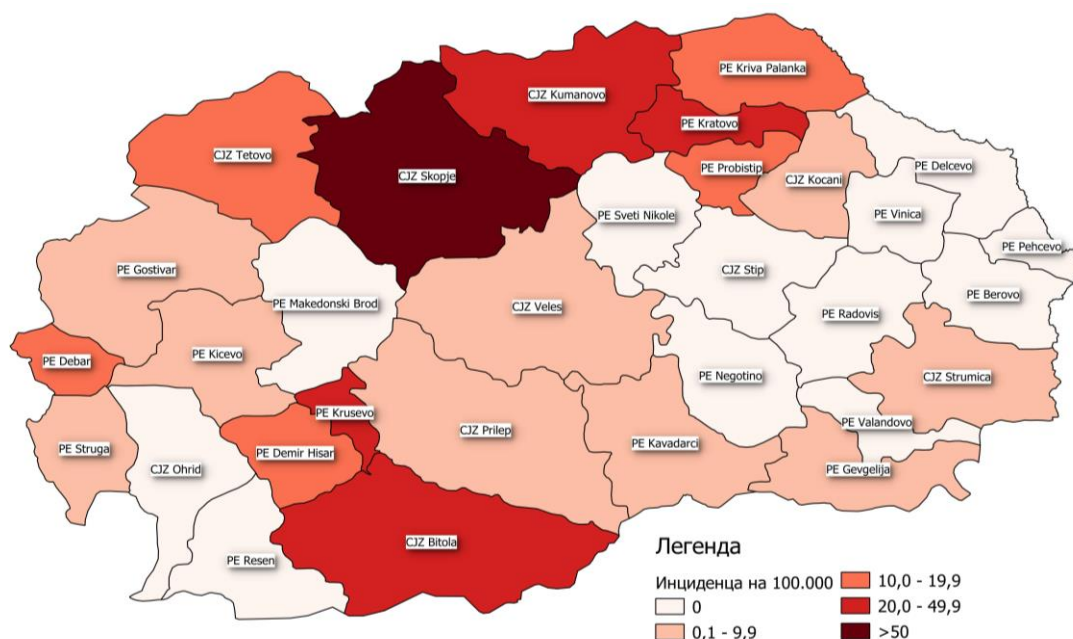 PE Kriva Palanka
CJZ Kumanovo
PE Kratovo
CJZ Tetovo
CJZ Skopje
PE Probistip
CJZ Kocani
PE Delcevo
PE Sveti Nikole
PE Vinica
PE Pehcevo
PE Gostivar
CJZ Stip
PE Makedonski Brod
CJZ Veles
PE Radovis
PE Berovo
PE Debar
PE Kicevo
PE Negotino
CJZ Strumica
PE Krusevo
PE Valandovo
CJZ Prilep
PE Kavadarci
PE Struga
PE Demir Hisar
CJZ Ohrid
PE Gevgelija
CJZ Bitola
PE Resen
Легенда
Инциденца на 100.000
0
0,1 - 9,9
10,0 - 19,9
20,0 - 49,9
>50